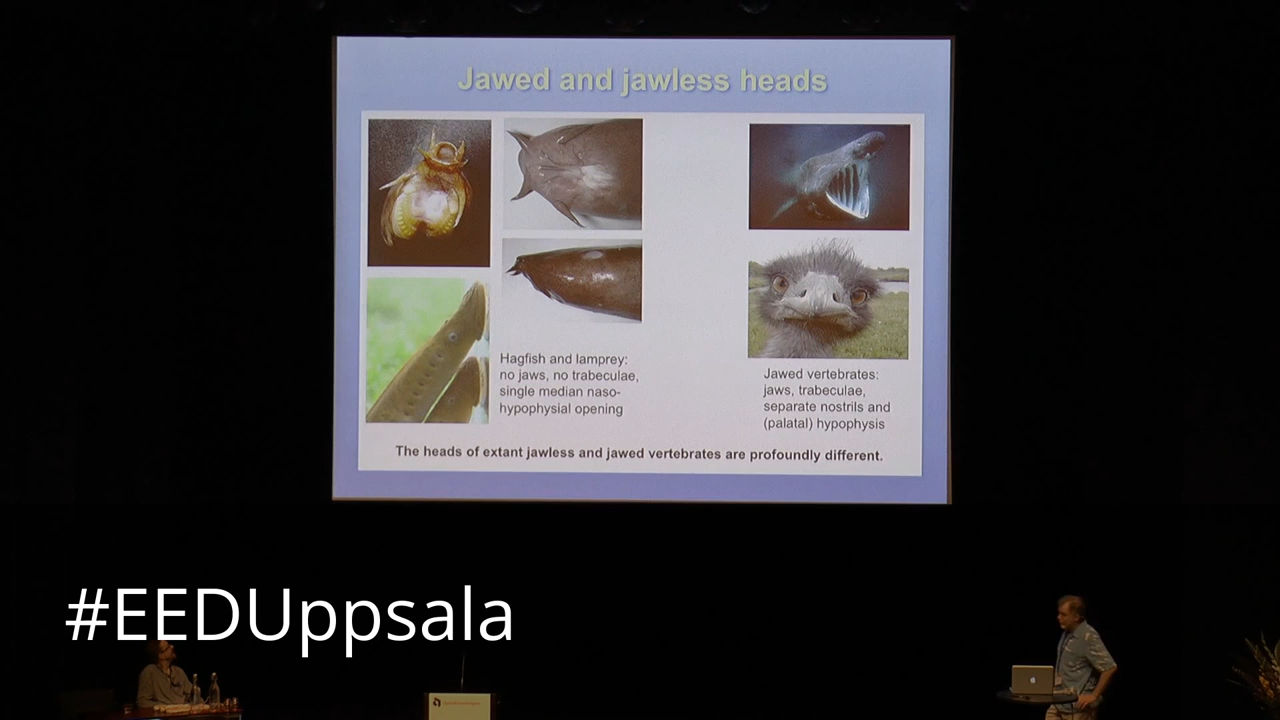 Jawed and jawless heads
Hagfish and lamprey:
no jaws, no trabeculae,
single median naso-
hypophysial opening
Jawed vertebrates:
jaws, trabeculae,
separate nostrils and
(palatal) hypophysis
The heads of extant jawless and jawed vertebrates are profoundly different.
#EEDUppsala